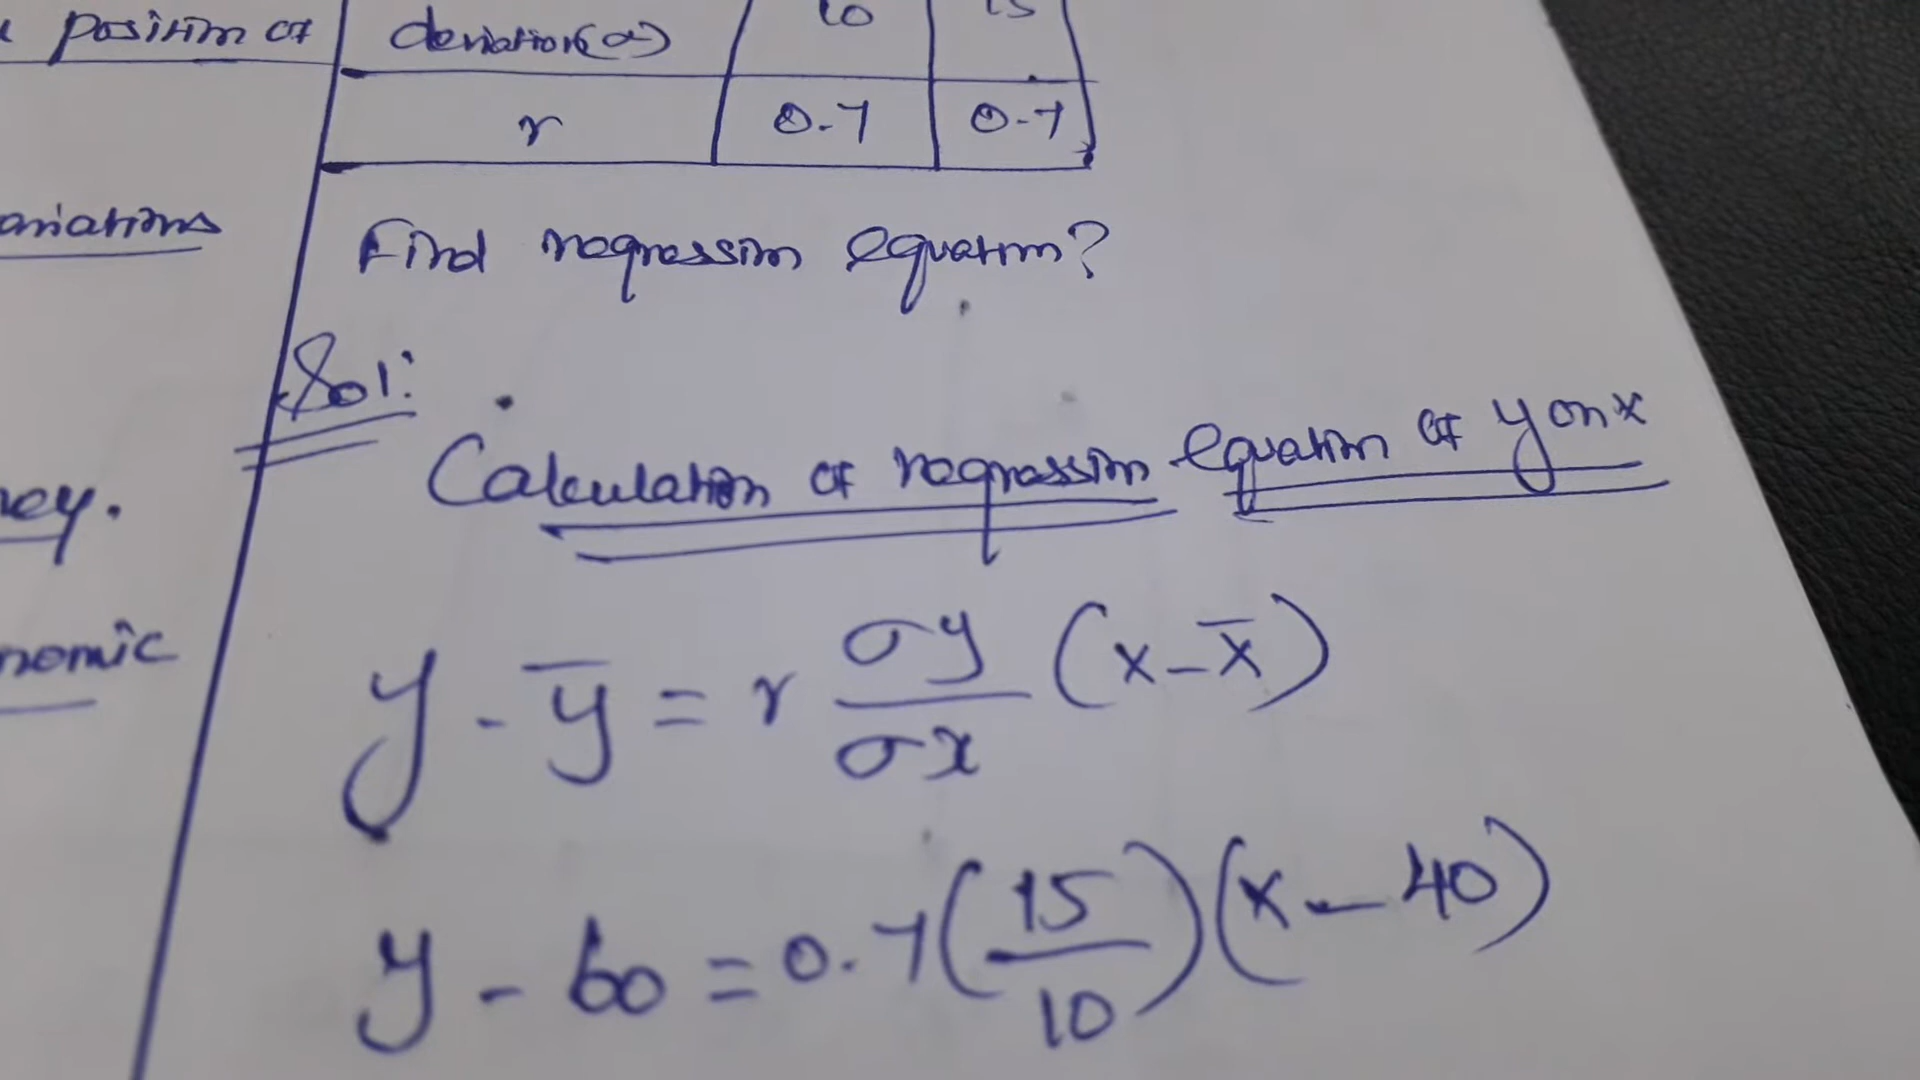 position of
deviation(σ) 10 15
r 0.7 0.7
ariations
Find regression equation?
Sol:
Calculation of regression equation of y on x
ney.
y - y̅ = r σy/σx (x - x̅)
nomic
y - 60 = 0.7 (15/10) (x - 40)